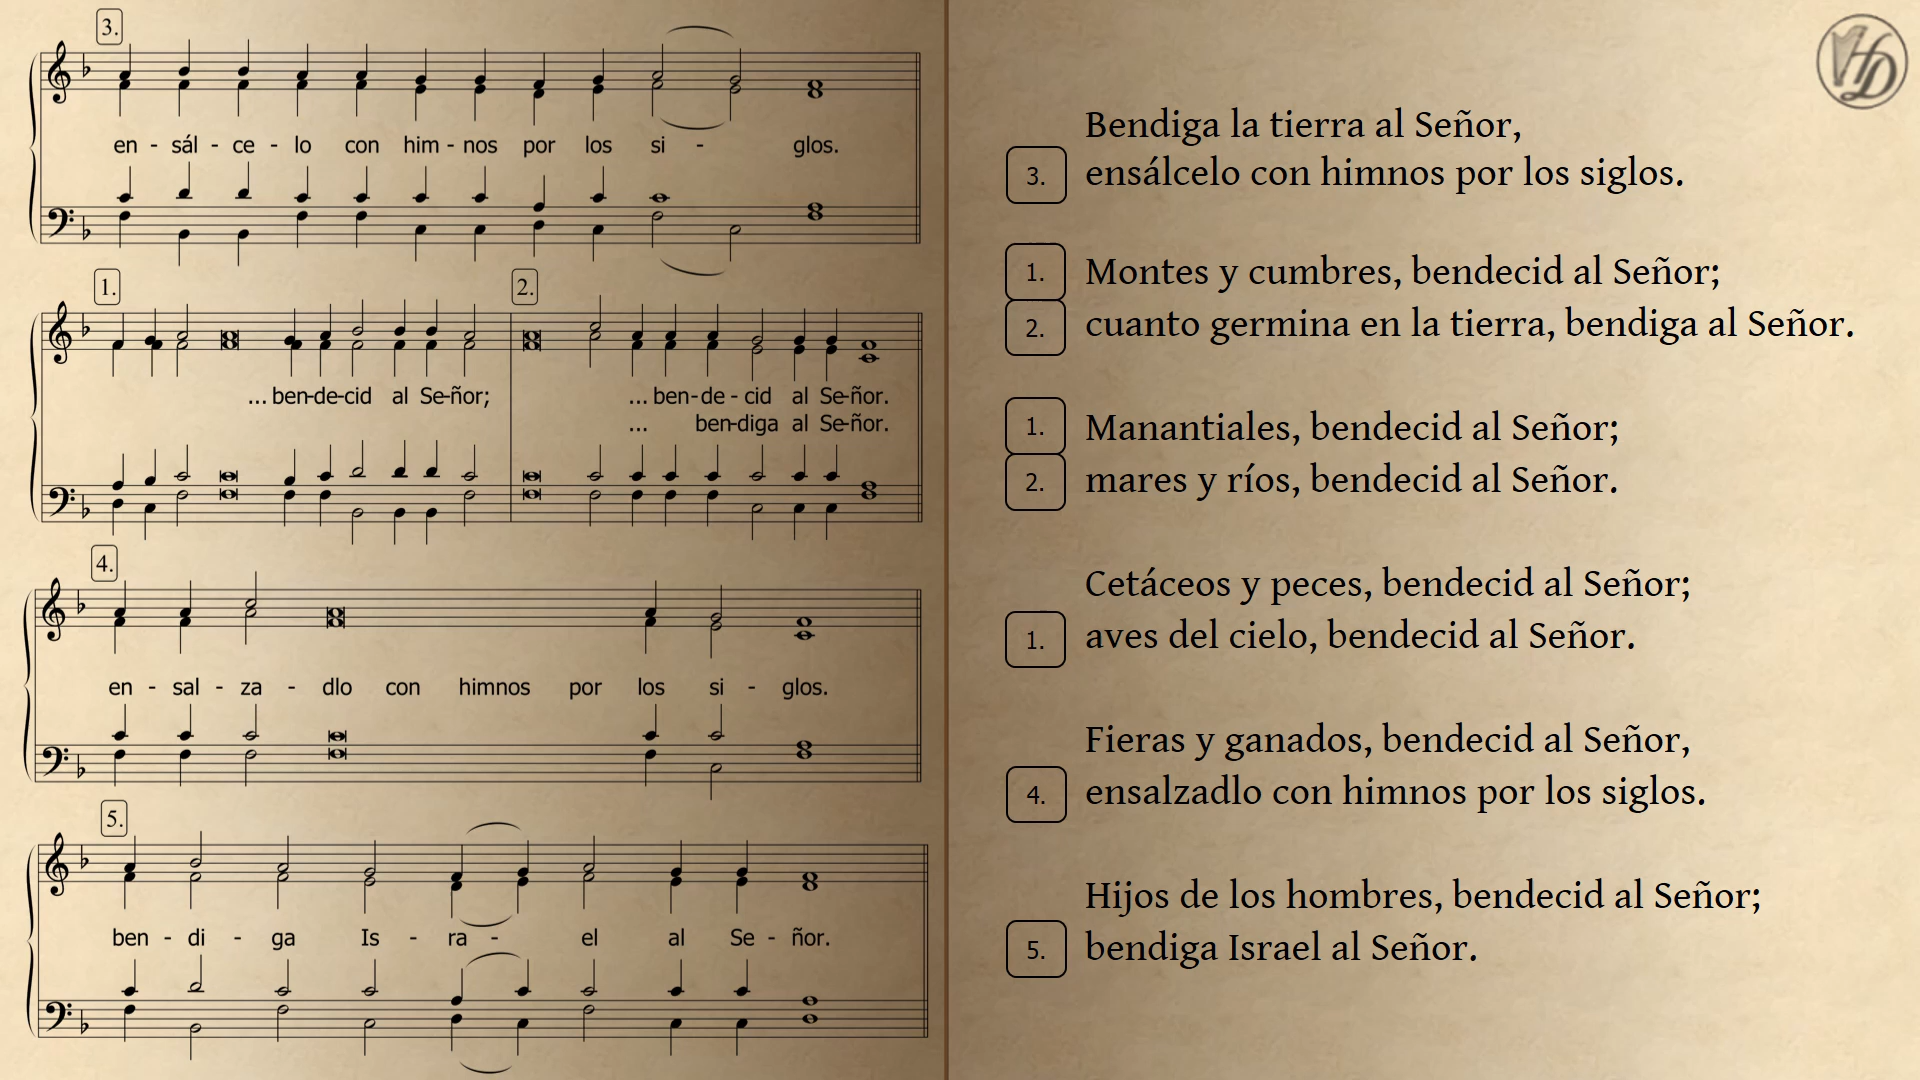 3.
en - sál - ce - lo con him - nos por los si - glos.
1.
2.
... ben-de-cid al Se-ñor;
... ben-de-cid al Se-ñor.
... ben-diga al Se-ñor.
4.
en - sal - za - dlo con himnos por los si - glos.
5.
ben - di - ga Is - ra - el al Se - ñor.
HD
Bendiga la tierra al Señor,
3. ensálcelo con himnos por los siglos.
1. Montes y cumbres, bendecid al Señor;
2. cuanto germina en la tierra, bendiga al Señor.
1. Manantiales, bendecid al Señor;
2. mares y ríos, bendecid al Señor.
Cetáceos y peces, bendecid al Señor;
1. aves del cielo, bendecid al Señor.
Fieras y ganados, bendecid al Señor,
4. ensalzadlo con himnos por los siglos.
Hijos de los hombres, bendecid al Señor;
5. bendiga Israel al Señor.